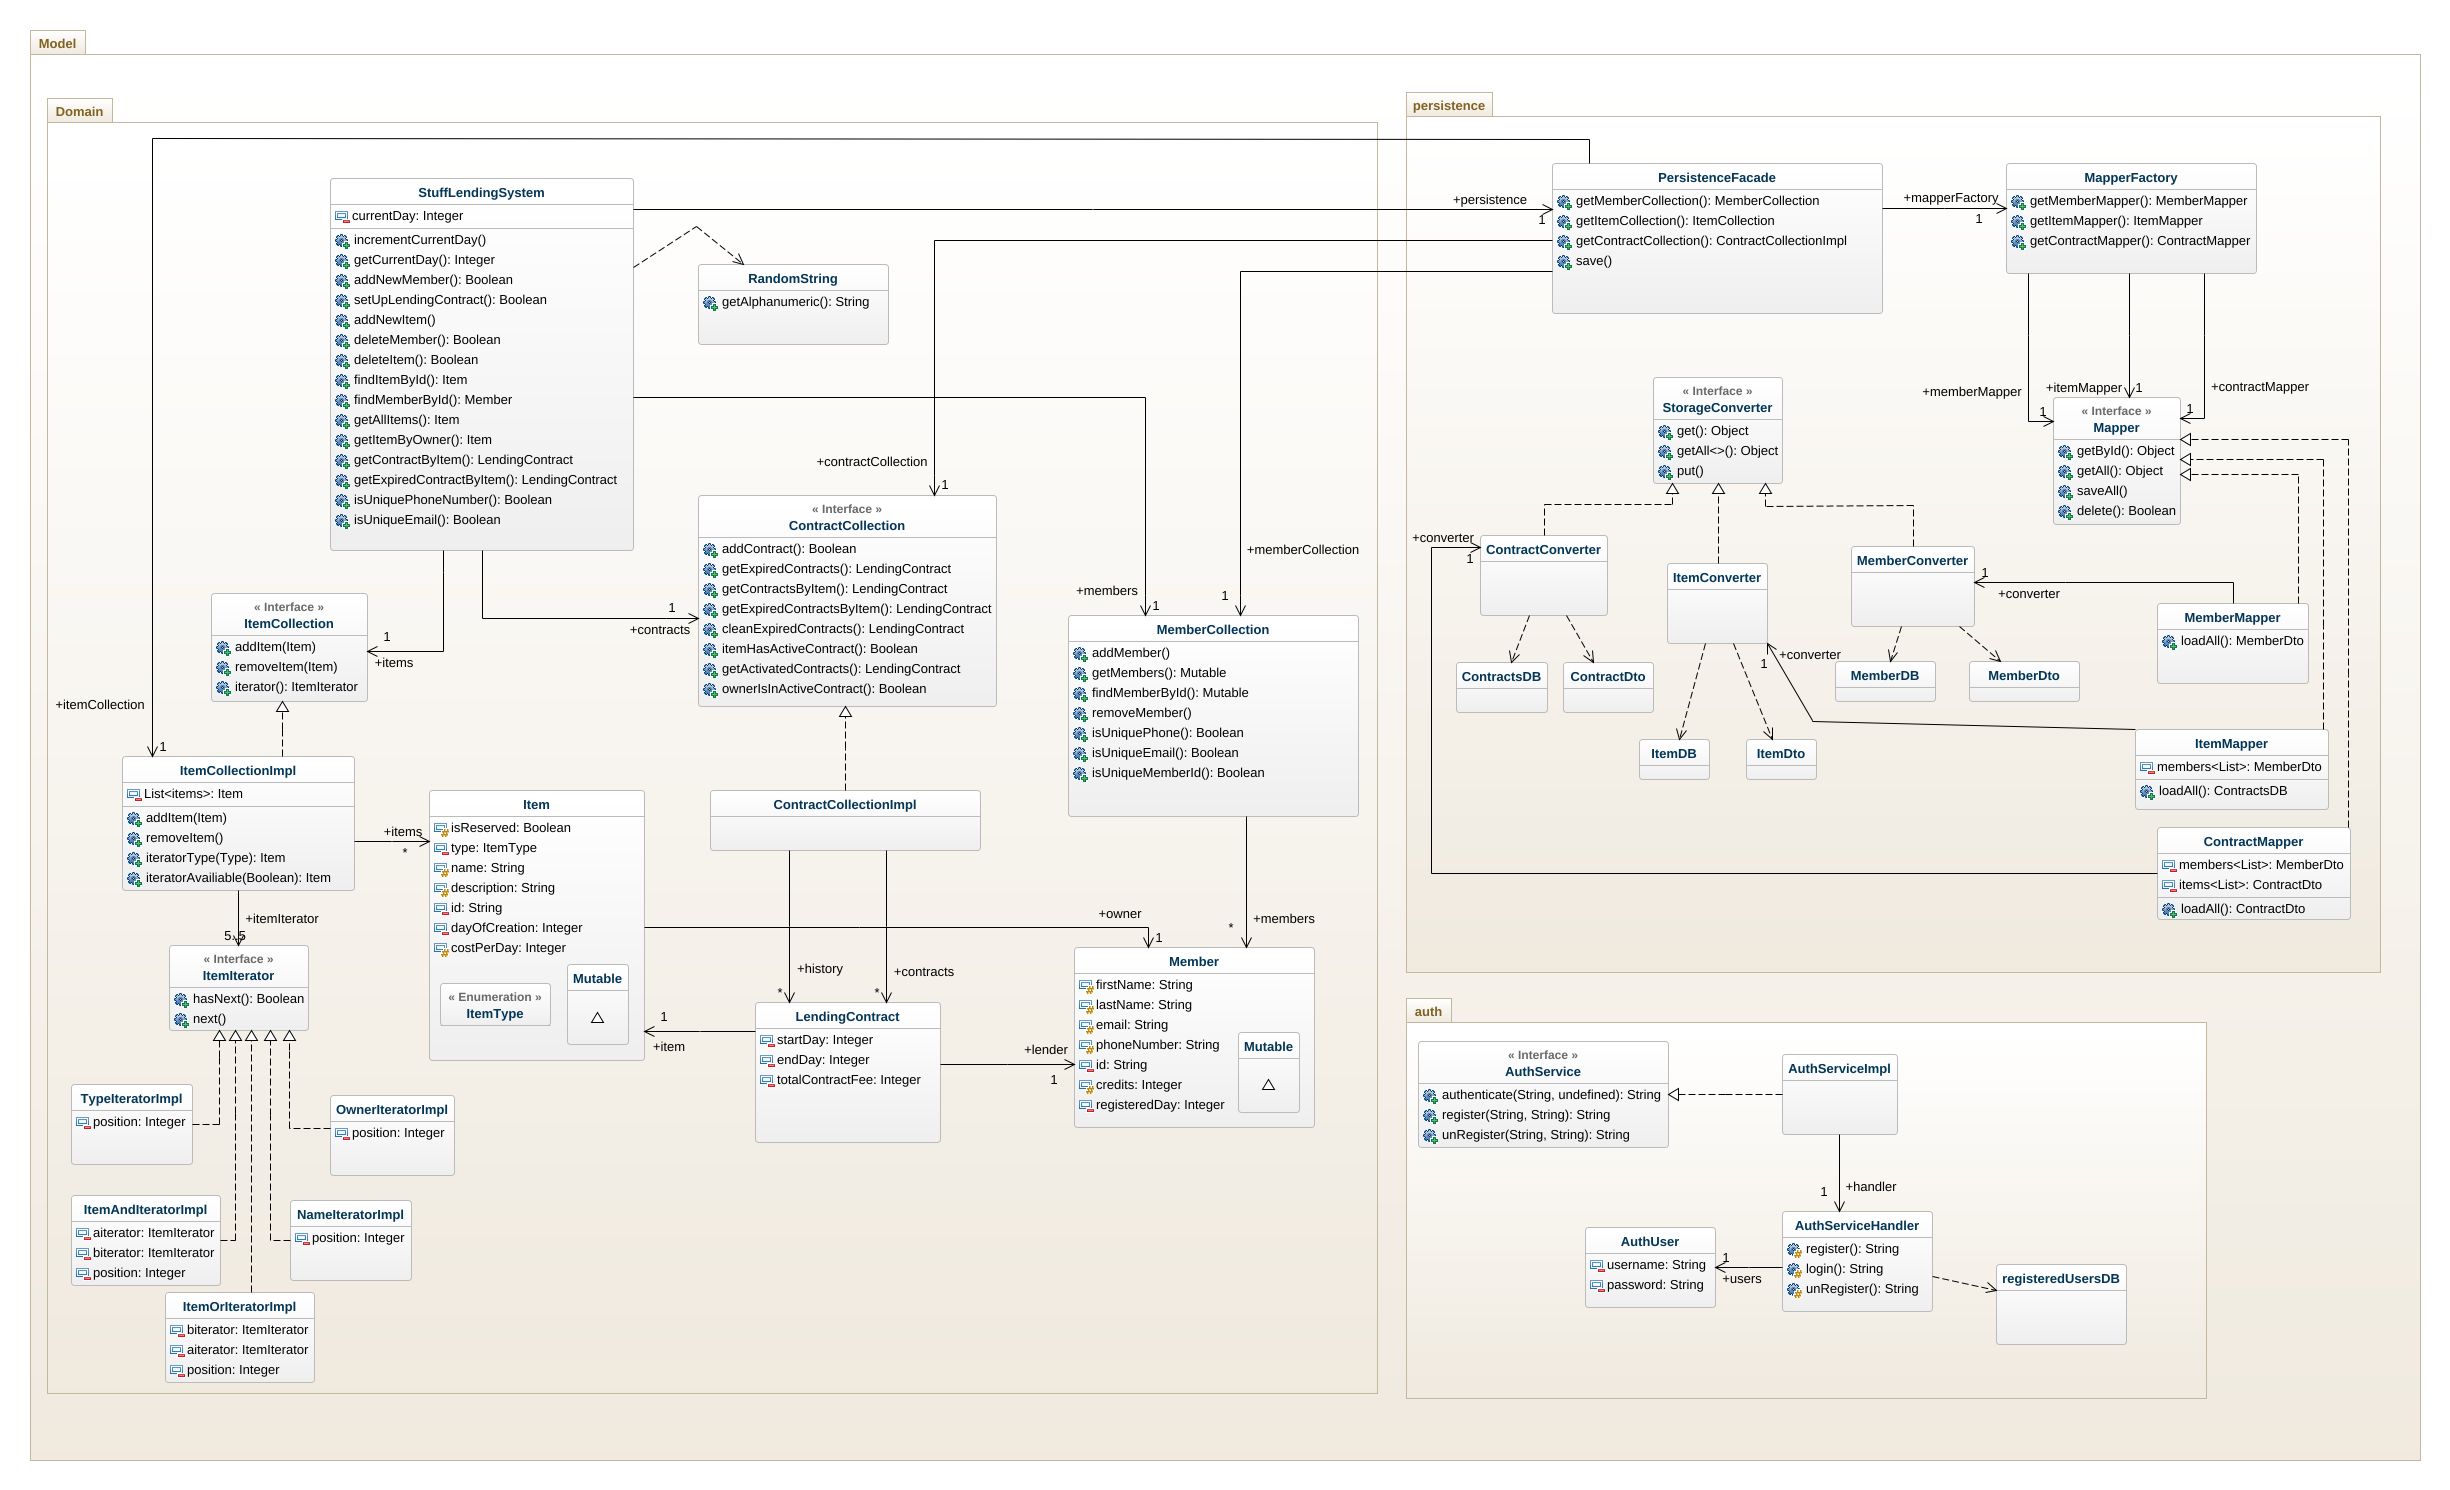 Model
Domain
StuffLendingSystem
currentDay: Integer
incrementCurrentDay()
getCurrentDay(): Integer
addNewMember(): Boolean
setUpLendingContract(): Boolean
addNewItem()
deleteMember(): Boolean
deleteItem(): Boolean
findItemById(): Item
findMemberById(): Member
getAllItems(): Item
getItemByOwner(): Item
getContractByItem(): LendingContract
getExpiredContractByItem(): LendingContract
isUniquePhoneNumber(): Boolean
isUniqueEmail(): Boolean
RandomString
getAlphanumeric(): String
+contractCollection
1
« Interface »
ContractCollection
addContract(): Boolean
getExpiredContracts(): LendingContract
getContractsByItem(): LendingContract
getExpiredContractsByItem(): LendingContract
cleanExpiredContracts(): LendingContract
itemHasActiveContract(): Boolean
getActivatedContracts(): LendingContract
ownerIsInActiveContract(): Boolean
1
+contracts
+memberCollection
1
+members
1
MemberCollection
addMember()
getMembers(): Mutable
findMemberById(): Mutable
removeMember()
isUniquePhone(): Boolean
isUniqueEmail(): Boolean
isUniqueMemberId(): Boolean
« Interface »
ItemCollection
addItem(Item)
removeItem(Item)
iterator(): ItemIterator
1
+items
+itemCollection
1
ItemCollectionImpl
List<items>: Item
addItem(Item)
removeItem()
iteratorType(Type): Item
iteratorAvailiable(Boolean): Item
+items
*
Item
isReserved: Boolean
type: ItemType
name: String
description: String
id: String
dayOfCreation: Integer
costPerDay: Integer
« Enumeration »
ItemType
Mutable
ContractCollectionImpl
+history
*
+contracts
*
+owner
1
+members
*
+itemIterator
5..5
« Interface »
ItemIterator
hasNext(): Boolean
next()
LendingContract
startDay: Integer
endDay: Integer
totalContractFee: Integer
1
+item
+lender
1
Member
firstName: String
lastName: String
email: String
phoneNumber: String
id: String
credits: Integer
registeredDay: Integer
Mutable
TypeIteratorImpl
position: Integer
OwnerIteratorImpl
position: Integer
ItemAndIteratorImpl
aiterator: ItemIterator
biterator: ItemIterator
position: Integer
NameIteratorImpl
position: Integer
ItemOrIteratorImpl
biterator: ItemIterator
aiterator: ItemIterator
position: Integer
persistence
+persistence
1
PersistenceFacade
getMemberCollection(): MemberCollection
getItemCollection(): ItemCollection
getContractCollection(): ContractCollectionImpl
save()
+mapperFactory
1
MapperFactory
getMemberMapper(): MemberMapper
getItemMapper(): ItemMapper
getContractMapper(): ContractMapper
+memberMapper
1
+itemMapper
1
+contractMapper
1
« Interface »
Mapper
getById(): Object
getAll(): Object
saveAll()
delete(): Boolean
« Interface »
StorageConverter
get(): Object
getAll<>(): Object
put()
+converter
1
ContractConverter
ItemConverter
MemberConverter
1
+converter
MemberMapper
loadAll(): MemberDto
ContractsDB
ContractDto
1
+converter
MemberDB
MemberDto
ItemDB
ItemDto
ItemMapper
members<List>: MemberDto
loadAll(): ContractsDB
ContractMapper
members<List>: MemberDto
items<List>: ContractDto
loadAll(): ContractDto
auth
« Interface »
AuthService
authenticate(String, undefined): String
register(String, String): String
unRegister(String, String): String
AuthServiceImpl
1
+handler
AuthServiceHandler
register(): String
login(): String
unRegister(): String
AuthUser
username: String
password: String
1
+users
registeredUsersDB